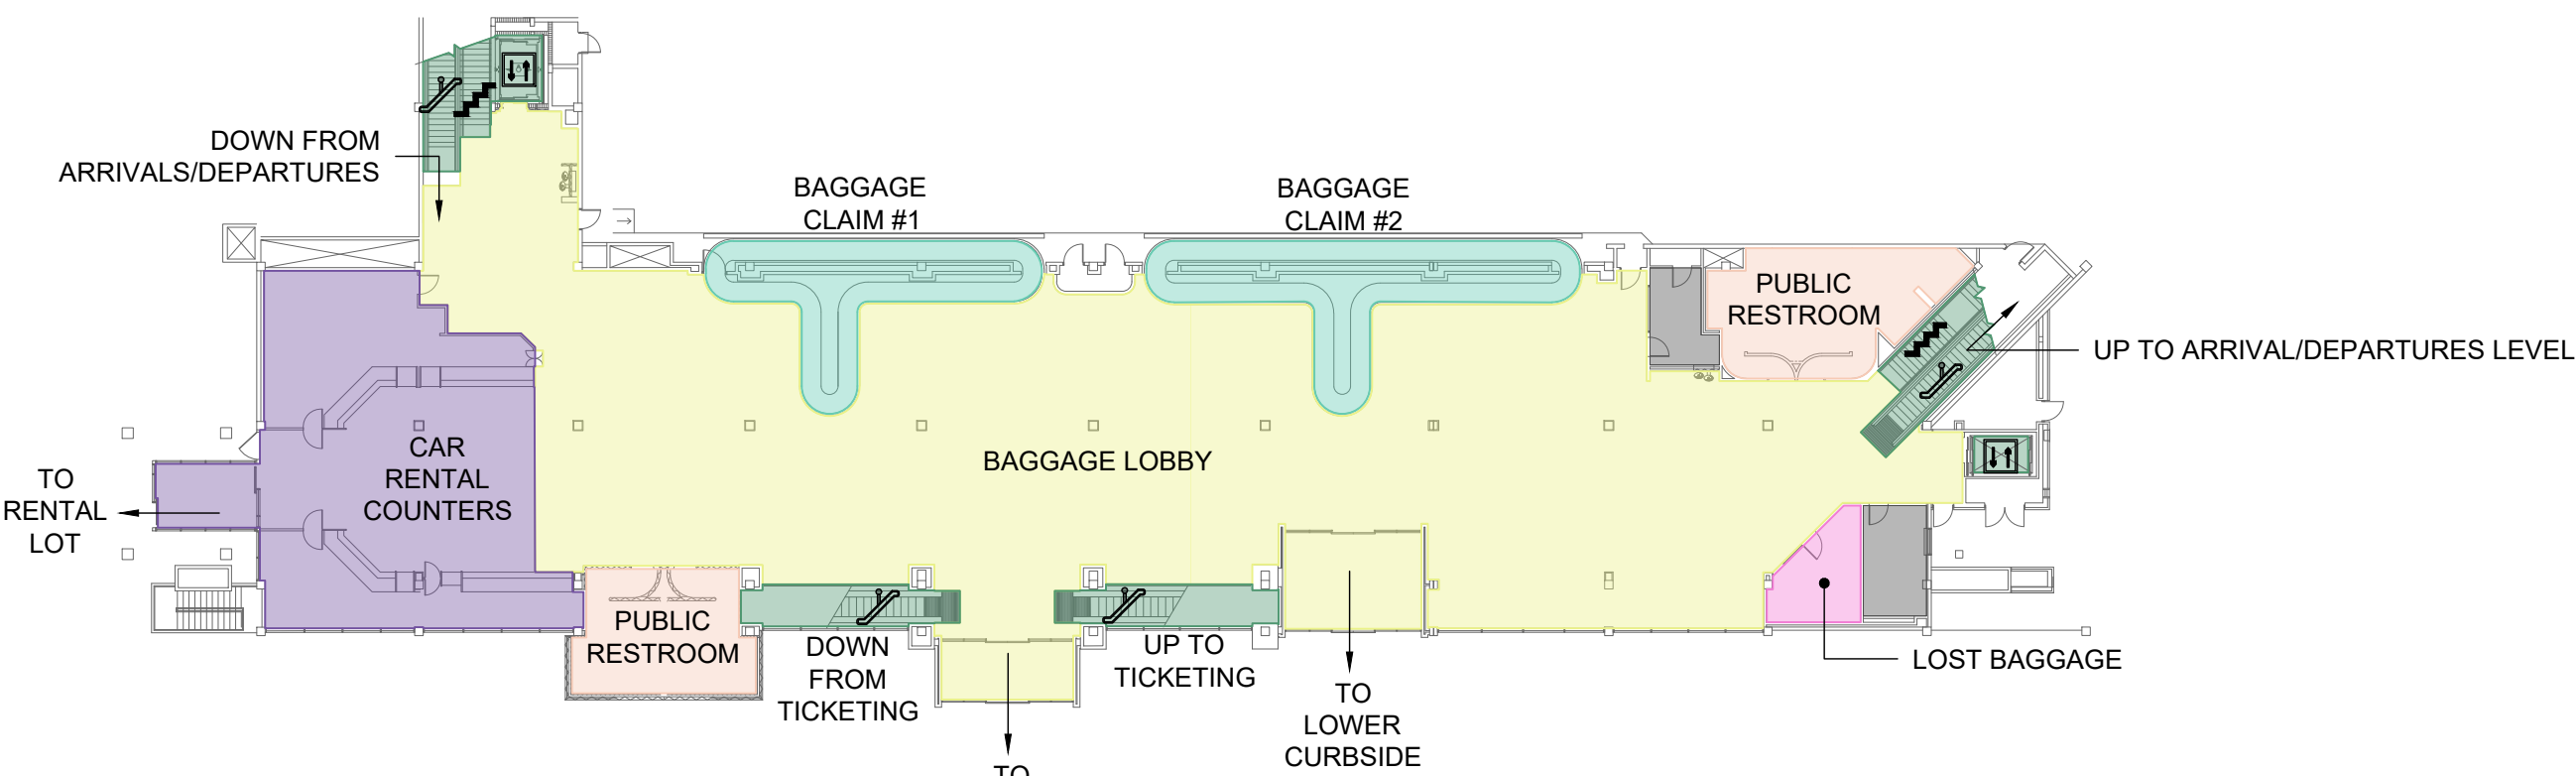 DOWN FROM
ARRIVALS/DEPARTURES
BAGGAGE
CLAIM #1
BAGGAGE
CLAIM #2
PUBLIC
RESTROOM
UP TO ARRIVAL/DEPARTURES LEVEL
CAR
RENTAL
COUNTERS
BAGGAGE LOBBY
TO
RENTAL
LOT
PUBLIC
RESTROOM
DOWN
FROM
TICKETING
UP TO
TICKETING
TO
LOWER
CURBSIDE
LOST BAGGAGE
TO